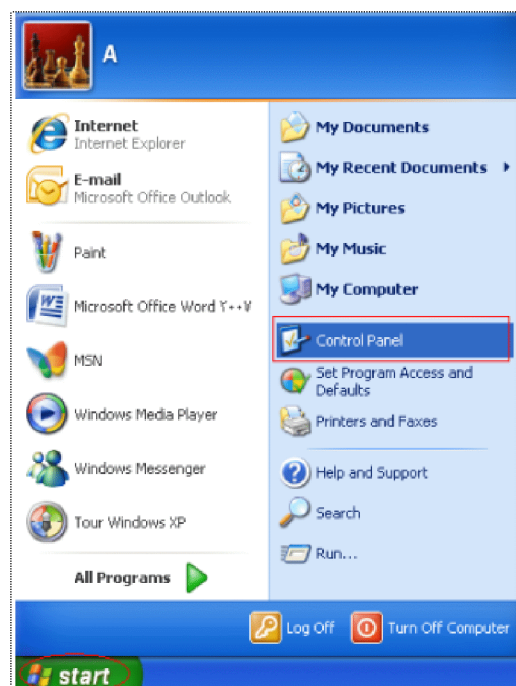 A
Internet
Internet Explorer
E-mail
Microsoft Office Outlook
Paint
Microsoft Office Word ٢٠٠٧
MSN
Windows Media Player
Windows Messenger
Tour Windows XP
All Programs
My Documents
My Recent Documents
My Pictures
My Music
My Computer
Control Panel
Set Program Access and
Defaults
Printers and Faxes
Help and Support
Search
Run...
Log Off
Turn Off Computer
start